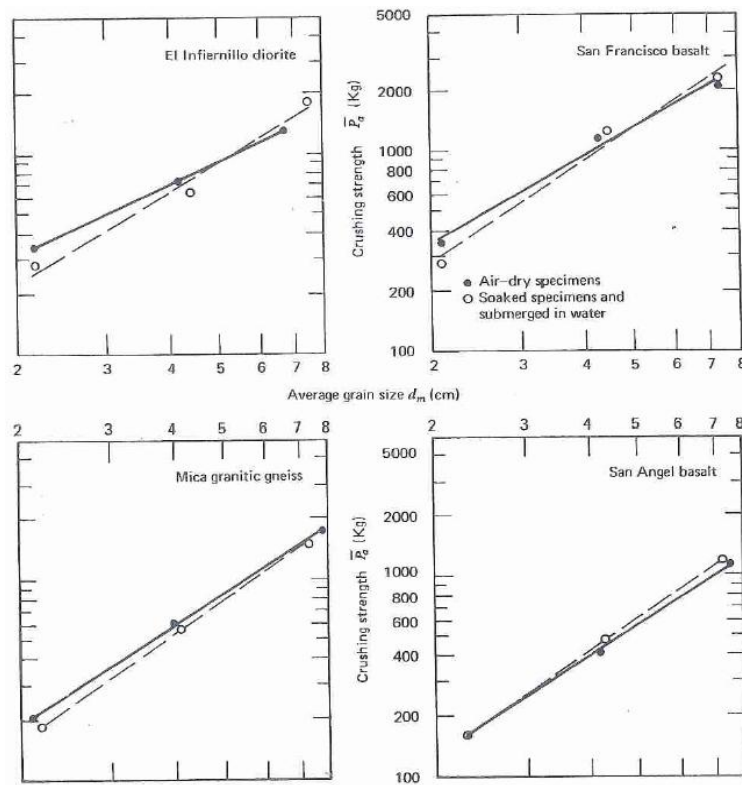 El Infiernillo diorite
2 3 4 5 6 7 8
Crushing strength P̅ₐ (Kg)
5000
2000
1000
800
600
400
200
100
San Francisco basalt
Air-dry specimens
Soaked specimens and
submerged in water
2 3 4 5 6 7 8
Average grain size dₘ (cm)
2 3 4 5 6 7 8
Mica granitic gneiss
2 3 4 5 6 7 8
Crushing strength P̅ₐ (Kg)
5000
2000
1000
800
600
400
200
100
San Angel basalt